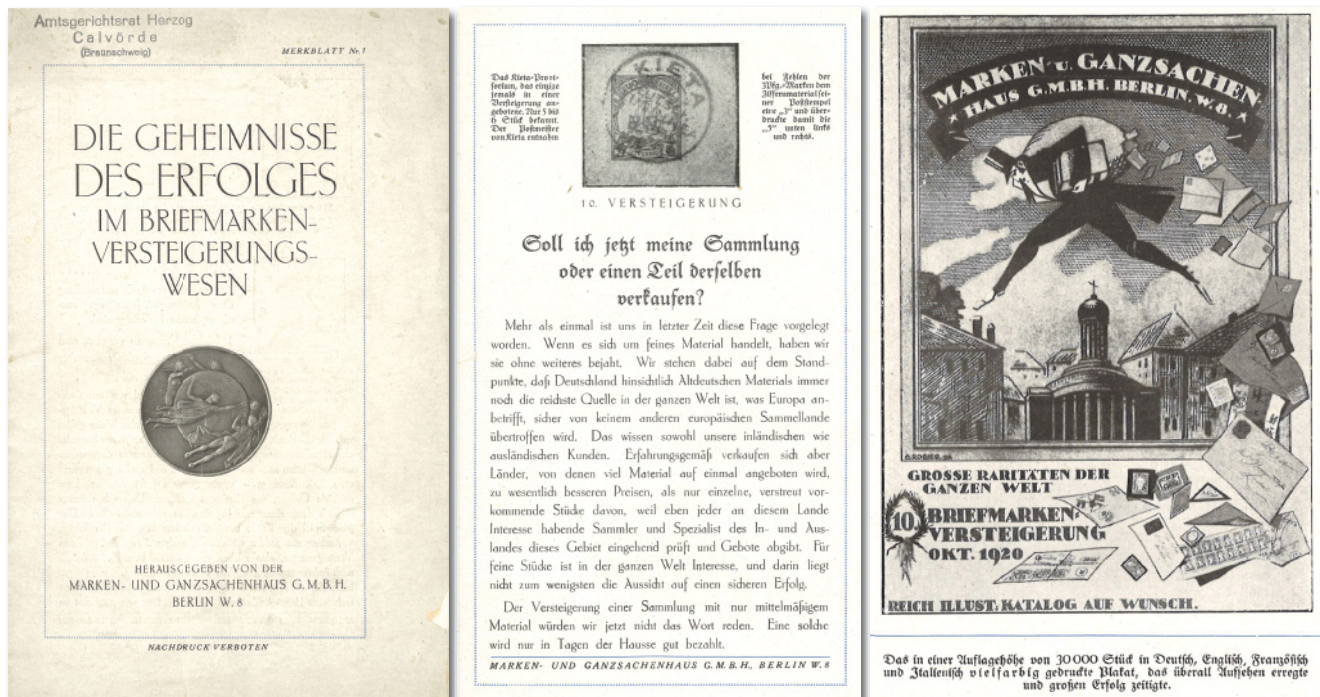 Amtsgerichtsrat Herzog
Calvörde
(Braunschweig)
MERKBLATT Nr. 1
DIE GEHEIMNISSE
DES ERFOLGES
IM BRIEFMARKEN-
VERSTEIGERUNGS-
WESEN
HERAUSGEGEBEN VON DER
MARKEN- UND GANZSACHENHAUS G. M. B. H.
BERLIN W. 8
NACHDRUCK VERBOTEN
Das Kieta-Provi-
sorium, das einzige
jemals in einer
Versteigerung an-
gebotene. Nur 5 bis
6 Stück bekannt.
Der Postmeister
von Kieta entnahm
KIETA
bei Fehlen der
Pfg.-Marken dem
Ziffernmaterial sei-
ner Poststempel
eine „5“ und über-
druckte damit die
„5“ unten links
und rechts.
10. VERSTEIGERUNG
Soll ich jetzt meine Sammlung
oder einen Teil derselben
verkaufen?
Mehr als einmal ist uns in letzter Zeit diese Frage vorgelegt
worden. Wenn es sich um feines Material handelt, haben wir
sie ohne weiteres bejaht. Wir stehen dabei auf dem Stand-
punkte, daß Deutschland hinsichtlich Altdeutschen Materials immer
noch die reichste Quelle in der ganzen Welt ist, was Europa an-
betrifft, sicher von keinem anderen europäischen Sammellande
übertroffen wird. Das wissen sowohl unsere inländischen wie
ausländischen Kunden. Erfahrungsgemäß verkaufen sich aber
Länder, von denen viel Material auf einmal angeboten wird,
zu wesentlich besseren Preisen, als nur einzelne, verstreut vor-
kommende Stücke davon, weil eben jeder an diesem Lande
Interesse habende Sammler und Spezialist des In- und Aus-
landes dieses Gebiet eingehend prüft und Gebote abgibt. Für
feine Stücke ist in der ganzen Welt Interesse, und darin liegt
nicht zum wenigsten die Aussicht auf einen sicheren Erfolg.
Der Versteigerung einer Sammlung mit nur mittelmäßigem
Material würden wir jetzt nicht das Wort reden. Eine solche
wird nur in Tagen der Hausse gut bezahlt.
MARKEN- UND GANZSACHENHAUS G. M. B. H., BERLIN W. 8
MARKEN- U. GANZSACHEN
HAUS G.M.B.H. BERLIN. W. 8.
GROSSE RARITÄTEN DER
GANZEN WELT
10. BRIEFMARKEN-
VERSTEIGERUNG
OKT. 1920
REICH ILLUST. KATALOG AUF WUNSCH.
Das in einer Auflagehöhe von 30 000 Stück in Deutsch, Englisch, Französisch
und Italienisch vielfarbig gedruckte Plakat, das überall Aufsehen erregte
und großen Erfolg zeitigte.